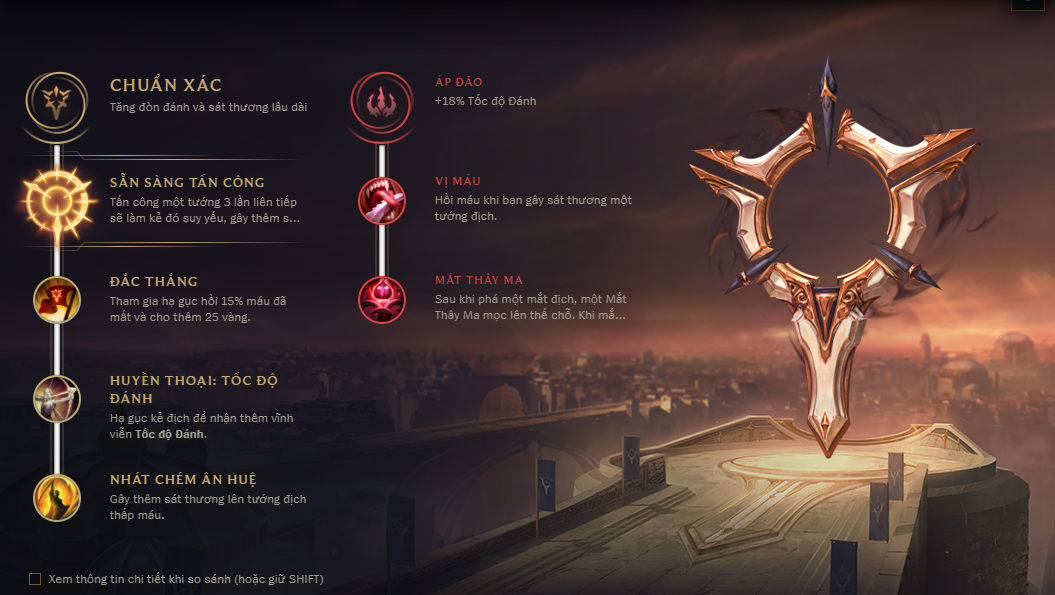 CHUẨN XÁC
Tăng đòn đánh và sát thương lâu dài
SẴN SÀNG TẤN CÔNG
Tấn công một tướng 3 lần liên tiếp
sẽ làm kẻ đó suy yếu, gây thêm s...
ĐẮC THẮNG
Tham gia hạ gục hồi 15% máu đã
mất và cho thêm 25 vàng.
HUYỀN THOẠI: TỐC ĐỘ
ĐÁNH
Hạ gục kẻ địch để nhận thêm vĩnh
viễn Tốc độ Đánh.
NHÁT CHÉM ÂN HUỆ
Gây thêm sát thương lên tướng địch
thấp máu.
ÁP ĐẢO
+18% Tốc độ Đánh
VỊ MÁU
Hồi máu khi bạn gây sát thương một
tướng địch.
MẮT THÂY MA
Sau khi phá một mắt địch, một Mắt
Thây Ma mọc lên thế chỗ. Khi mắ...
Xem thông tin chi tiết khi so sánh (hoặc giữ SHIFT)